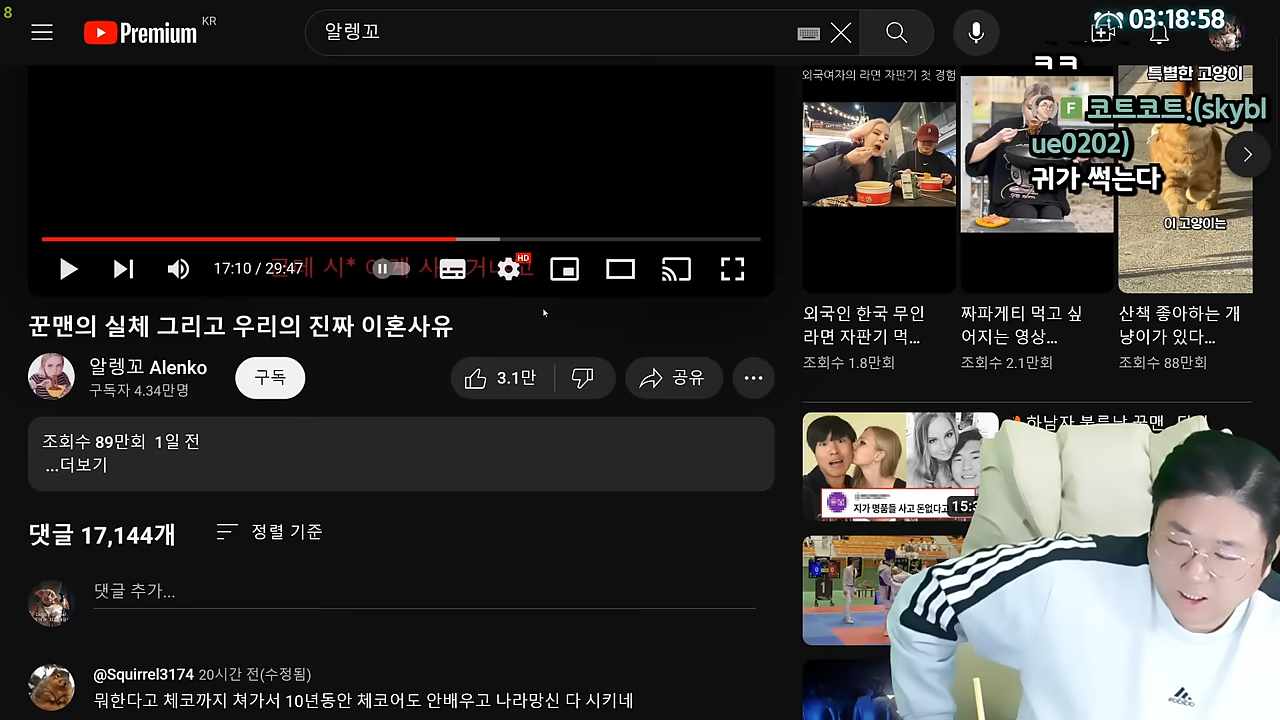 8
Premium KR
알렝꼬
03:18:58
ㅋㅋ
F 코트코트.(skybl
ue0202)
귀가 썩는다
외국여자의 라면 자판기 첫 경험
특별한 고양이
이 고양이는
17:10 / 29:47
HD
꾼맨의 실체 그리고 우리의 진짜 이혼사유
알렝꼬 Alenko
구독자 4.34만명
구독
3.1만
공유
외국인 한국 무인
라면 자판기 먹...
조회수 1.8만회
짜파게티 먹고 싶
어지는 영상...
조회수 2.1만회
산책 좋아하는 개
냥이가 있다...
조회수 88만회
조회수 89만회 1일 전
...더보기
지가 명품들 사고 돈없다고
댓글 17,144개
정렬 기준
댓글 추가...
@Squirrel3174 20시간 전(수정됨)
뭐한다고 체코까지 쳐가서 10년동안 체코어도 안배우고 나라망신 다 시키네